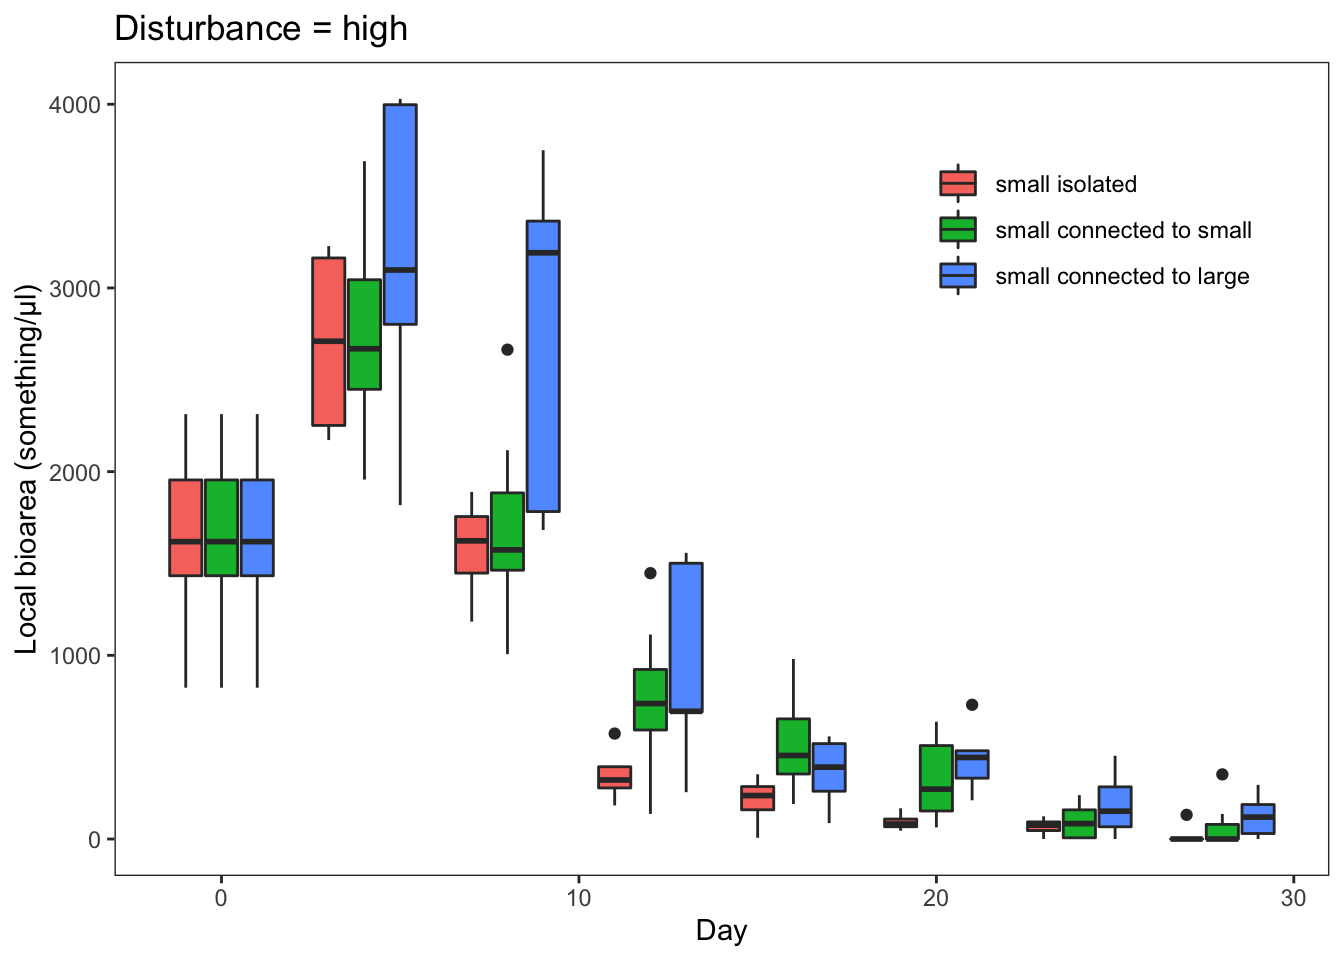 Disturbance = high
Local bioarea (something/µl)
4000
3000
2000
1000
0
small isolated
small connected to small
small connected to large
0 10 20 30
Day